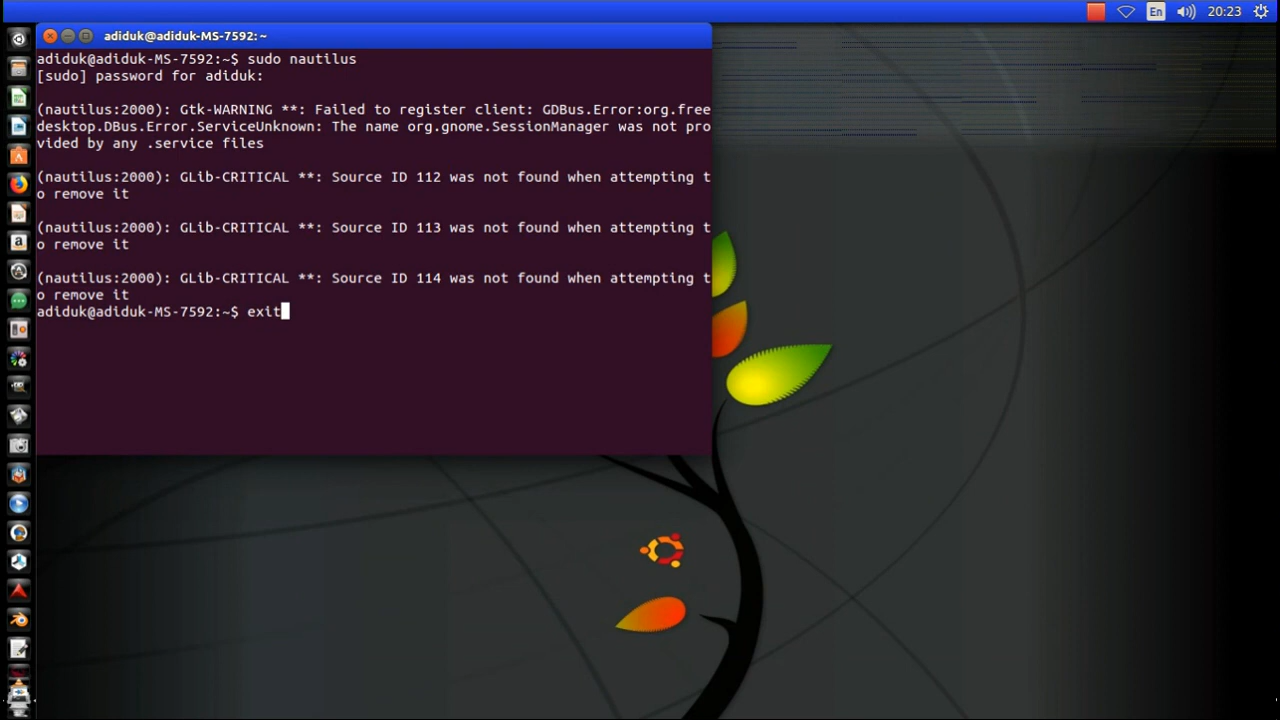 En
20:23
adiduk@adiduk-MS-7592: ~
adiduk@adiduk-MS-7592:~$ sudo nautilus
[sudo] password for adiduk:
(nautilus:2000): Gtk-WARNING **: Failed to register client: GDBus.Error:org.free
desktop.DBus.Error.ServiceUnknown: The name org.gnome.SessionManager was not pro
vided by any .service files
(nautilus:2000): GLib-CRITICAL **: Source ID 112 was not found when attempting t
o remove it
(nautilus:2000): GLib-CRITICAL **: Source ID 113 was not found when attempting t
o remove it
(nautilus:2000): GLib-CRITICAL **: Source ID 114 was not found when attempting t
o remove it
adiduk@adiduk-MS-7592:~$ exit